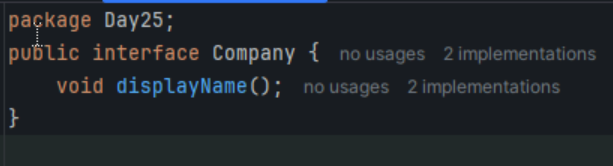 package Day25;
public interface Company {  no usages  2 implementations
    void displayName();  no usages  2 implementations
}